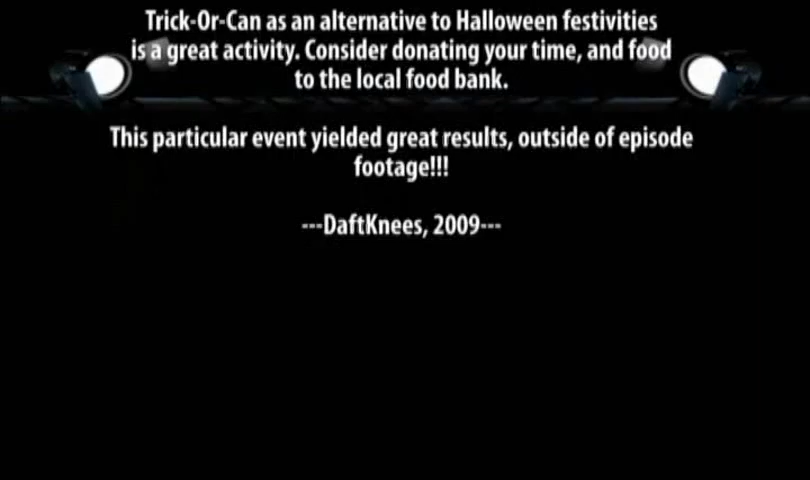 Trick-Or-Can as an alternative to Halloween festivities
is a great activity. Consider donating your time, and food
to the local food bank.
This particular event yielded great results, outside of episode
footage!!!
---DaftKnees, 2009---